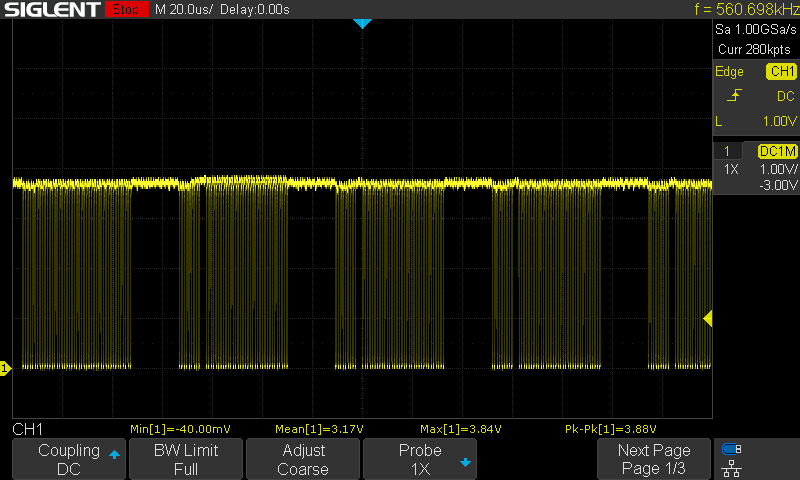 SIGLENT Stop M 20.0us/ Delay:0.00s f = 560.698kHz
Sa 1.00GSa/s
Curr 280kpts
Edge CH1
DC
L 1.00V
1 DC1M
1X 1.00V/
-3.00V
1
CH1 Min[1]=-40.00mV Mean[1]=3.17V Max[1]=3.84V Pk-Pk[1]=3.88V
Coupling BW Limit Adjust Probe Next Page
DC Full Coarse 1X Page 1/3